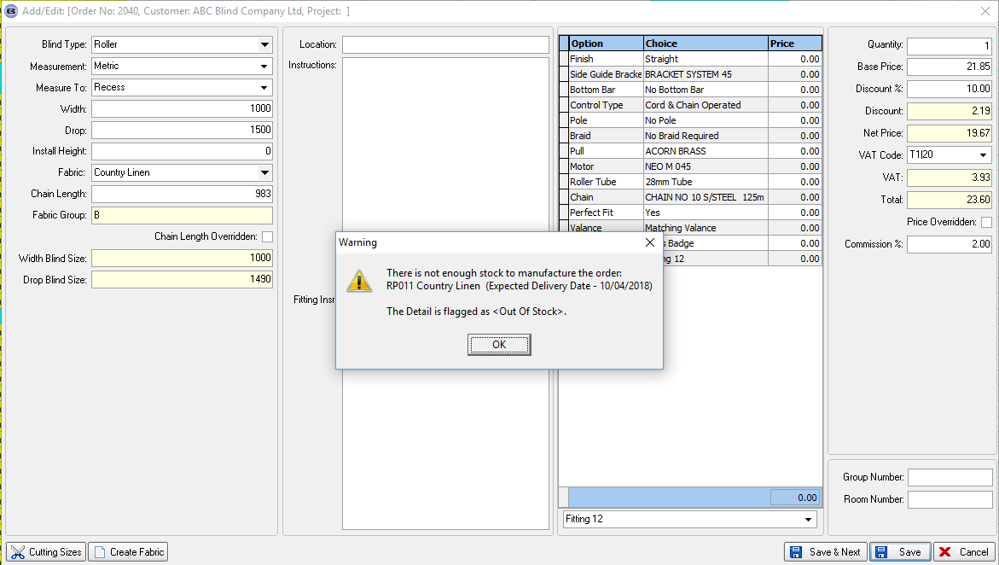 Add/Edit: [Order No: 2040, Customer: ABC Blind Company Ltd, Project:  ]
Blind Type: Roller
Measurement: Metric
Measure To: Recess
Width: 1000
Drop: 1500
Install Height: 0
Fabric: Country Linen
Chain Length: 983
Fabric Group: B
Chain Length Overridden:
Width Blind Size: 1000
Drop Blind Size: 1490
Location:
Instructions:
Fitting Insr
Option Choice Price
Finish Straight 0.00
Side Guide Bracke BRACKET SYSTEM 45 0.00
Bottom Bar No Bottom Bar 0.00
Control Type Cord & Chain Operated 0.00
Pole No Pole 0.00
Braid No Braid Required 0.00
Pull ACORN BRASS 0.00
Motor NEO M 045 0.00
Roller Tube 28mm Tube 0.00
Chain CHAIN NO 10 S/STEEL  125m 0.00
Perfect Fit Yes 0.00
Valance Matching Valance 0.00
s Badge 0.00
ng 12 0.00
0.00
Fitting 12
Warning
There is not enough stock to manufacture the order:
RP011 Country Linen  (Expected Delivery Date - 10/04/2018)
The Detail is flagged as <Out Of Stock>.
OK
Quantity: 1
Base Price: 21.85
Discount %: 10.00
Discount: 2.19
Net Price: 19.67
VAT Code: T1|20
VAT: 3.93
Total: 23.60
Price Overridden:
Commission %: 2.00
Group Number:
Room Number:
Cutting Sizes
Create Fabric
Save & Next
Save
Cancel